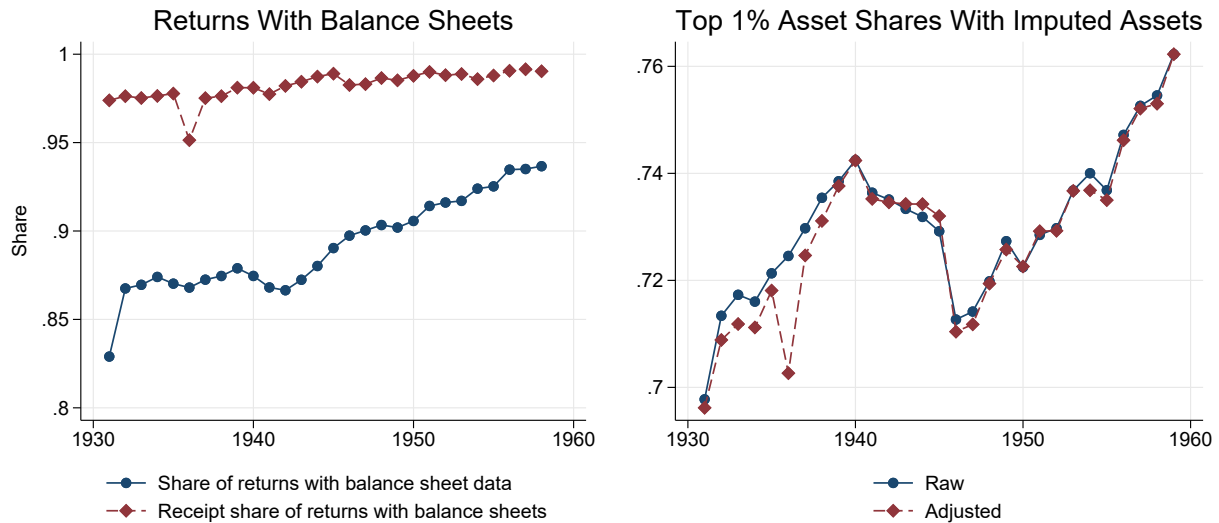 Returns With Balance Sheets
1
.95
.9
.85
.8
Share
1930
1940
1950
1960
Share of returns with balance sheet data
Receipt share of returns with balance sheets
Top 1% Asset Shares With Imputed Assets
.76
.74
.72
.7
1930
1940
1950
1960
Raw
Adjusted